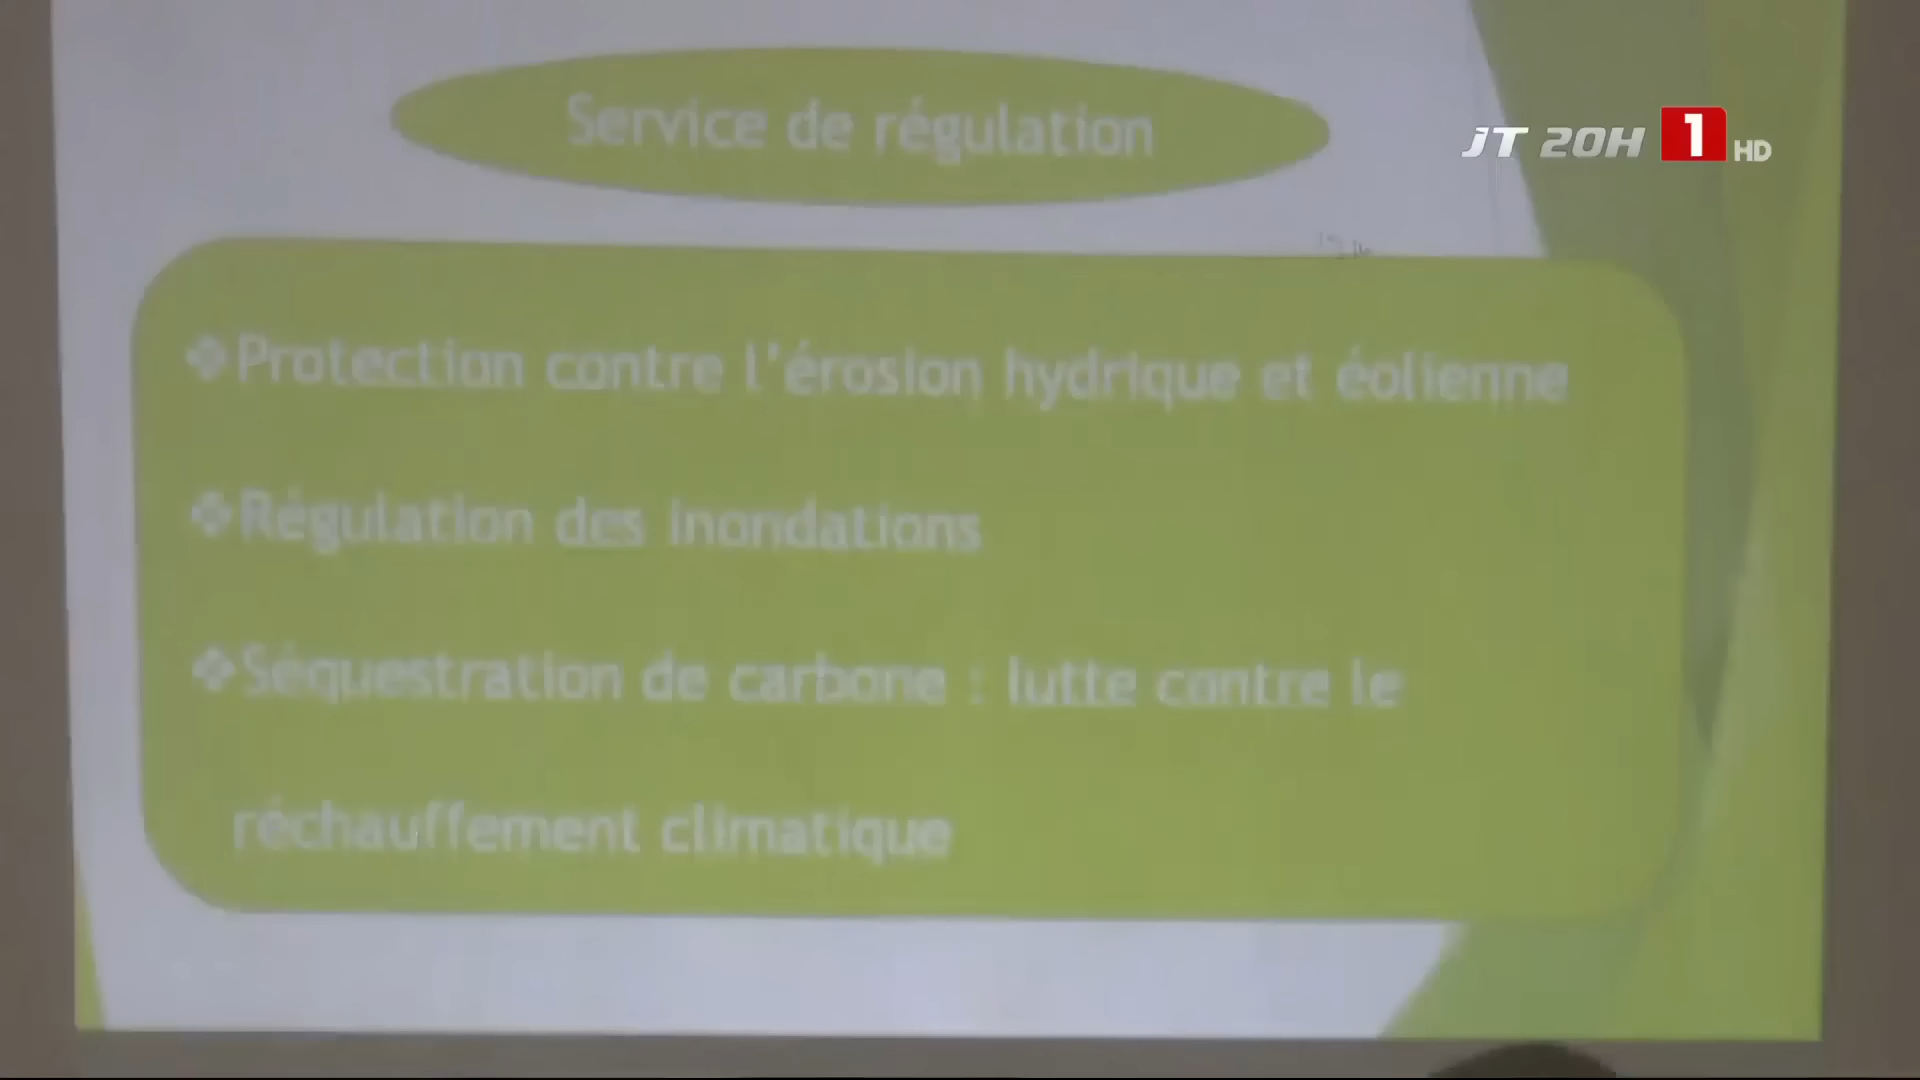 Service de régulation
JT 20H 1 HD
❖Protection contre l'érosion hydrique et éolienne
❖Régulation des inondations
❖Séquestration de carbone : lutte contre le
réchauffement climatique